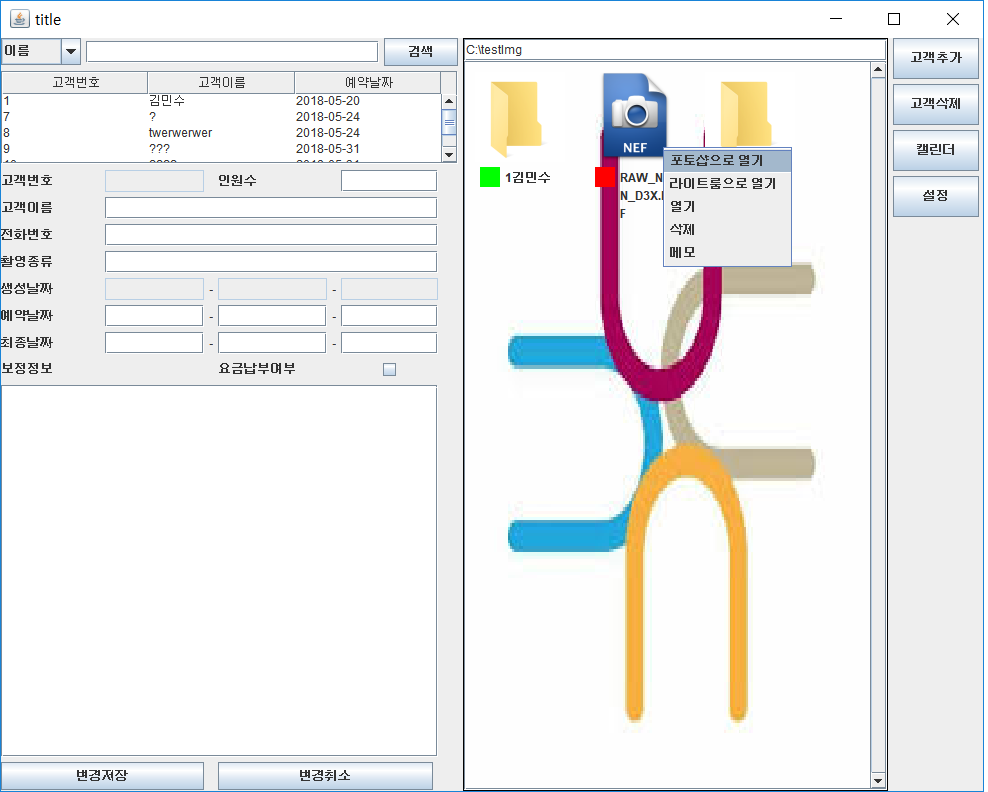 title
이름
검색
고객번호 고객이름 예약날짜
1 김민수 2018-05-20
7 ? 2018-05-24
8 twerwerwer 2018-05-24
9 ??? 2018-05-31
고객번호 인원수
고객이름
전화번호
촬영종류
생성날짜 - -
예약날짜 - -
최종날짜 - -
보정정보 요금납부여부
변경저장 변경취소
C:\testImg
NEF
1김민수
RAW_N
N_D3X.
F
포토샵으로 열기
라이트룸으로 열기
열기
삭제
메모
고객추가
고객삭제
캘린더
설정